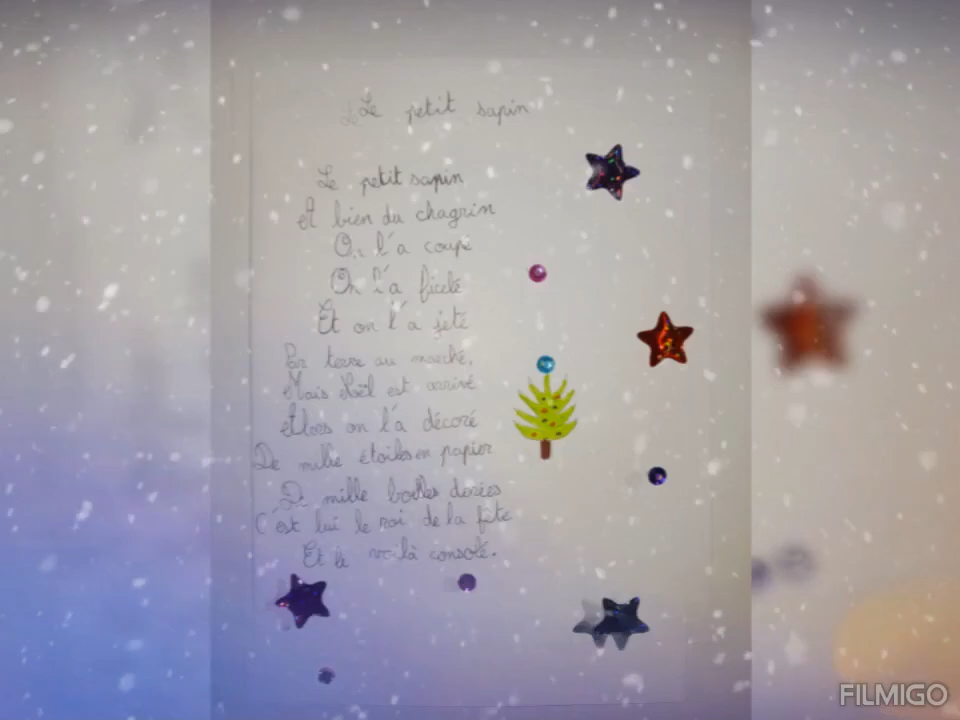 Le petit sapin
Le petit sapin
A bien du chagrin
On l'a coupé
On l'a ficelé
Et on l'a jeté
Par terre au marché,
Mais Noël est arrivé
Alors on l'a décoré
De mille étoiles en papier
De mille boules dorées
C'est lui le roi de la fête
Et le voilà consolé.
FILMIGO